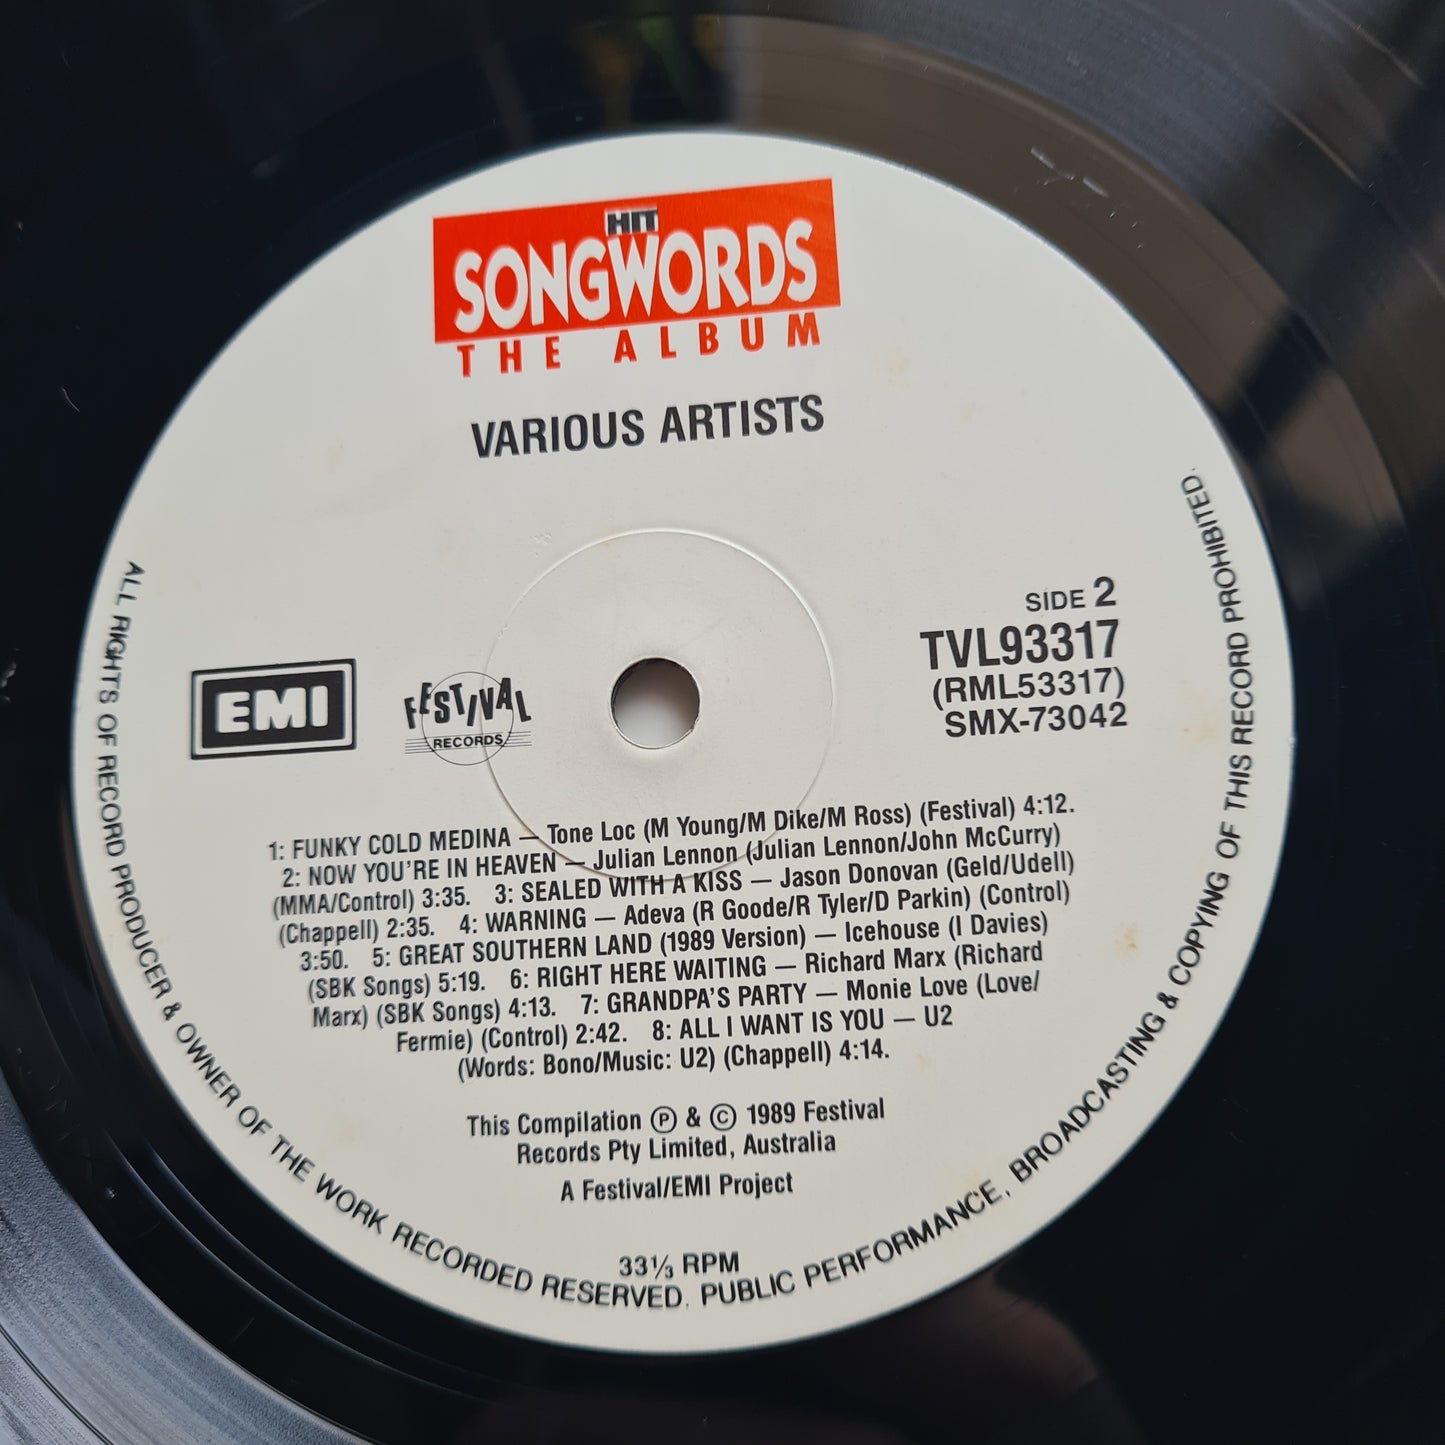 HIT
SONGWORDS
THE ALBUM
VARIOUS ARTISTS
SIDE 2
TVL93317
(RML53317)
SMX-73042
EMI
FESTIVAL
RECORDS
1: FUNKY COLD MEDINA — Tone Loc (M Young/M Dike/M Ross) (Festival) 4:12.
2: NOW YOU'RE IN HEAVEN — Julian Lennon (Julian Lennon/John McCurry)
(MMA/Control) 3:35. 3: SEALED WITH A KISS — Jason Donovan (Geld/Udell)
(Chappell) 2:35. 4: WARNING — Adeva (R Goode/R Tyler/D Parkin) (Control)
3:50. 5: GREAT SOUTHERN LAND (1989 Version) — Icehouse (I Davies)
(SBK Songs) 5:19. 6: RIGHT HERE WAITING — Richard Marx (Richard
Marx) (SBK Songs) 4:13. 7: GRANDPA'S PARTY — Monie Love (Love/
Fermie) (Control) 2:42. 8: ALL I WANT IS YOU — U2
(Words: Bono/Music: U2) (Chappell) 4:14.
This Compilation Ⓟ & © 1989 Festival
Records Pty Limited, Australia
A Festival/EMI Project
33⅓ RPM
ALL RIGHTS OF RECORD PRODUCER & OWNER OF THE WORK RECORDED RESERVED. PUBLIC PERFORMANCE, BROADCASTING & COPYING OF THIS RECORD PROHIBITED.